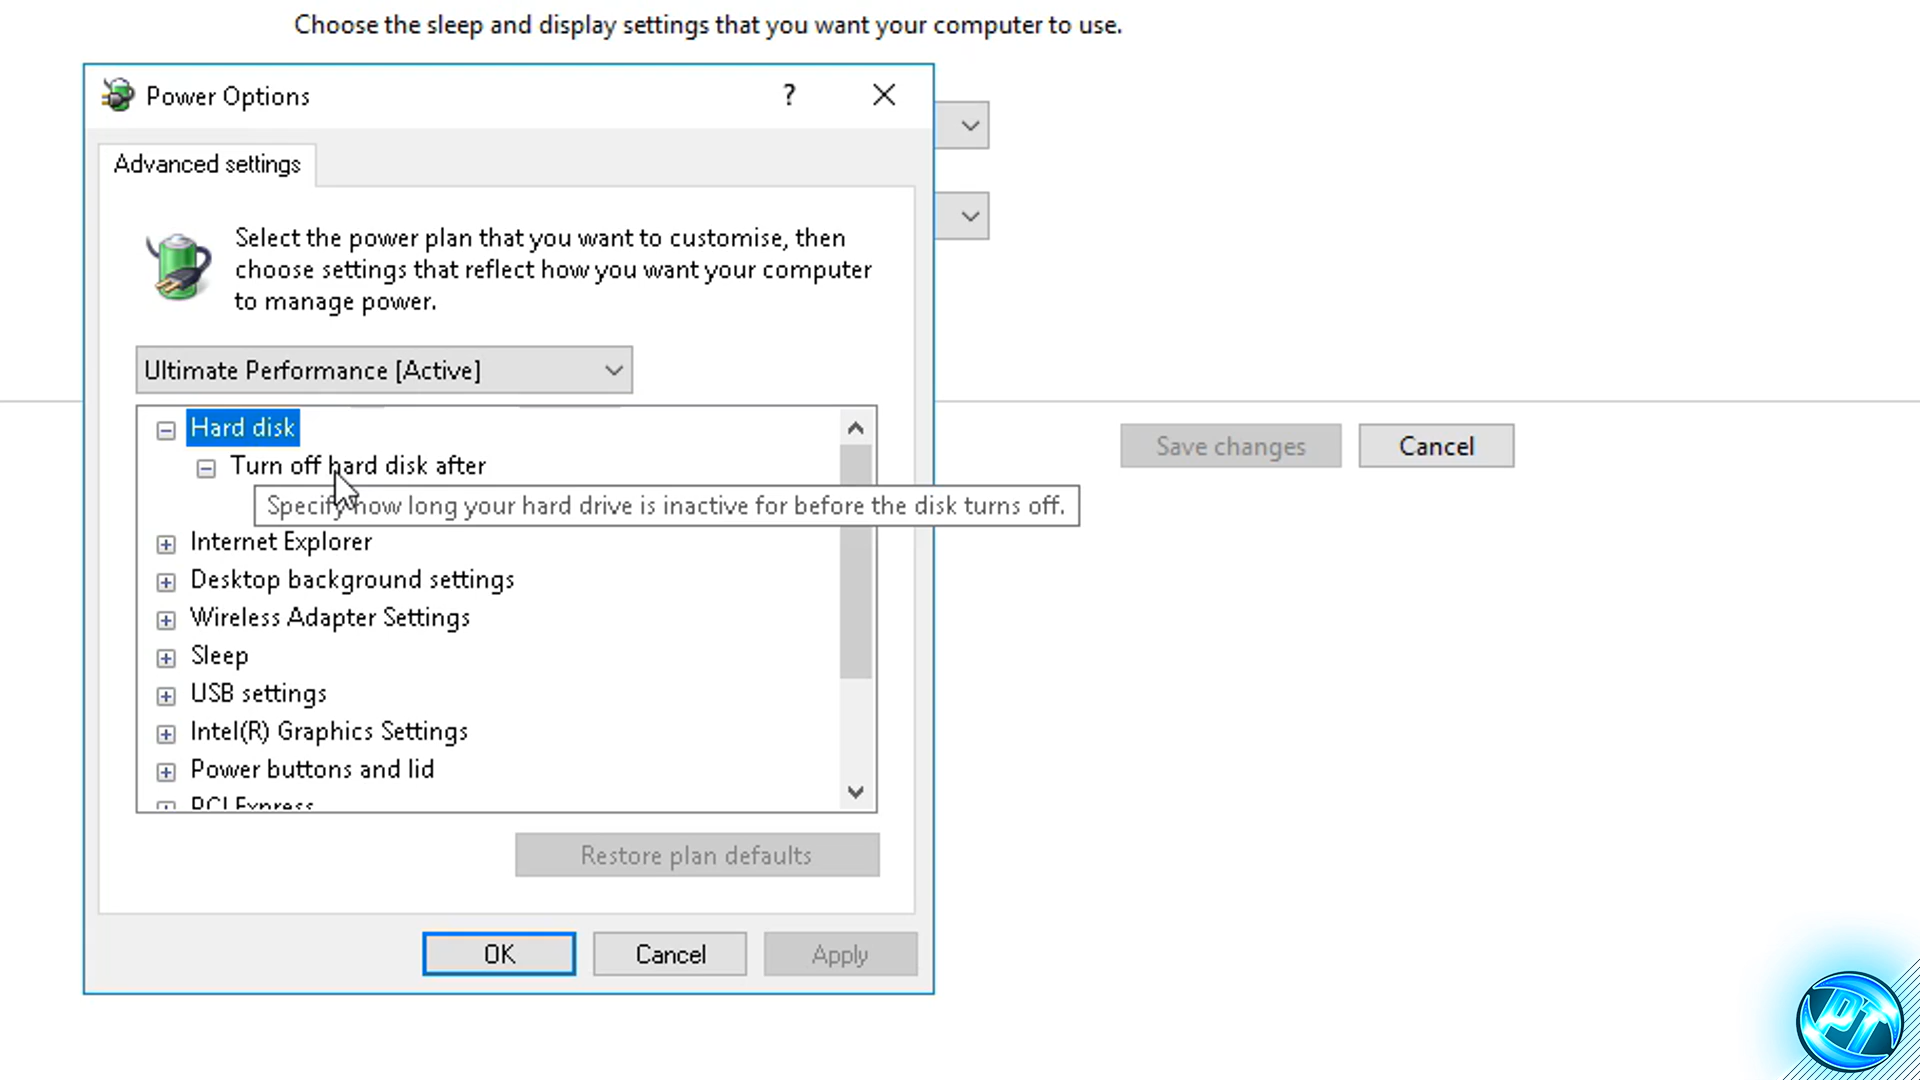 Choose the sleep and display settings that you want your computer to use.
Power Options
?
Advanced settings
Select the power plan that you want to customise, then
choose settings that reflect how you want your computer
to manage power.
Ultimate Performance [Active]
Hard disk
Turn off hard disk after
Specify how long your hard drive is inactive for before the disk turns off.
Internet Explorer
Desktop background settings
Wireless Adapter Settings
Sleep
USB settings
Intel(R) Graphics Settings
Power buttons and lid
PCI Express
Restore plan defaults
OK
Cancel
Apply
Save changes
Cancel
PT